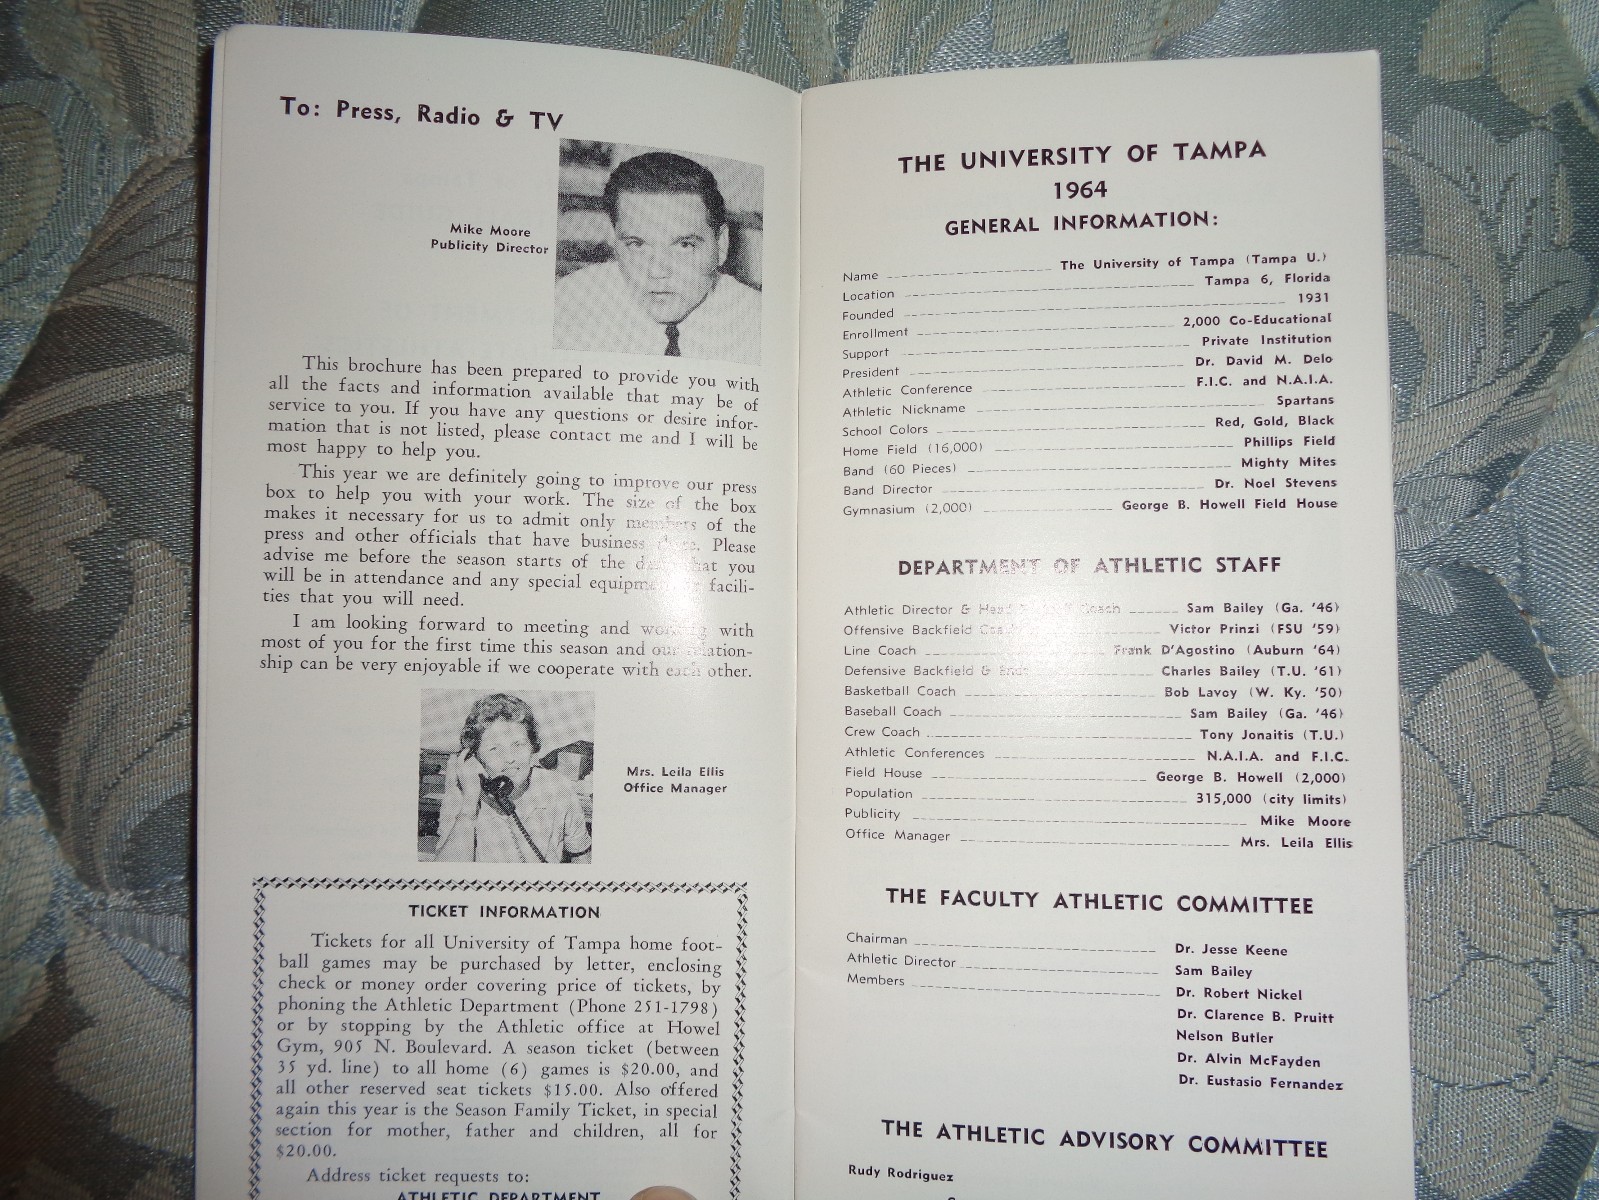 To: Press, Radio & TV
Mike Moore
Publicity Director
This brochure has been prepared to provide you with
all the facts and information available that may be of
service to you. If you have any questions or desire infor-
mation that is not listed, please contact me and I will be
most happy to help you.
This year we are definitely going to improve our press
box to help you with your work. The size of the box
makes it necessary for us to admit only members of the
press and other officials that have business Please
advise me before the season starts of the that you
will be in attendance and any special facili-
ties that you will need.
I am looking forward to meeting and working with
most of you for the first time this season and our relation-
ship can be very enjoyable if we cooperate with each other.
Mrs. Leila Ellis
Office Manager
TICKET INFORMATION
Tickets for all University of Tampa home foot-
ball games may be purchased by letter, enclosing
check or money order covering price of tickets, by
phoning the Athletic Department (Phone 251-1798)
or by stopping by the Athletic office at Howel
Gym, 905 N. Boulevard. A season ticket (between
35 yd. line) to all home (6) games is $20.00, and
all other reserved seat tickets $15.00. Also offered
again this year is the Season Family Ticket, in special
section for mother, father and children, all for
$20.00.
Address ticket requests to:
ATHLETIC DEPARTMENT
THE UNIVERSITY OF TAMPA
1964
GENERAL INFORMATION:
Name The University of Tampa (Tampa U.)
Location Tampa 6, Florida
Founded 1931
Enrollment 2,000 Co-Educational
Support Private Institution
President Dr. David M. Delo
Athletic Conference F.I.C. and N.A.I.A.
Athletic Nickname Spartans
School Colors Red, Gold, Black
Home Field (16,000) Phillips Field
Band (60 Pieces) Mighty Mites
Band Director Dr. Noel Stevens
Gymnasium (2,000) George B. Howell Field House
DEPARTMENT OF ATHLETIC STAFF
Athletic Director & Head Coach Sam Bailey (Ga. '46)
Offensive Backfield Coach Victor Prinzi (FSU '59)
Line Coach Frank D'Agostino (Auburn '64)
Defensive Backfield & Ends Charles Bailey (T.U. '61)
Basketball Coach Bob Lavoy (W. Ky. '50)
Baseball Coach Sam Bailey (Ga. '46)
Crew Coach Tony Jonaitis (T.U.)
Athletic Conferences N.A.I.A. and F.I.C.
Field House George B. Howell (2,000)
Population 315,000 (city limits)
Publicity Mike Moore
Office Manager Mrs. Leila Ellis
THE FACULTY ATHLETIC COMMITTEE
Chairman Dr. Jesse Keene
Athletic Director Sam Bailey
Members Dr. Robert Nickel
Dr. Clarence B. Pruitt
Nelson Butler
Dr. Alvin McFayden
Dr. Eustasio Fernandez
THE ATHLETIC ADVISORY COMMITTEE
Rudy Rodriguez